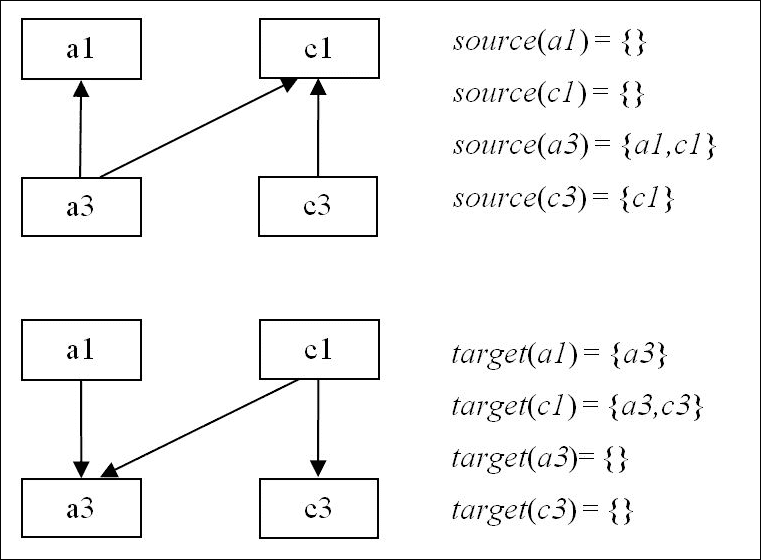 a1
c1
source(a1) = {}
source(c1) = {}
source(a3) = {a1,c1}
a3
c3
source(c3) = {c1}
a1
c1
target(a1) = {a3}
target(c1) = {a3,c3}
target(a3)= {}
a3
c3
target(c3) = {}